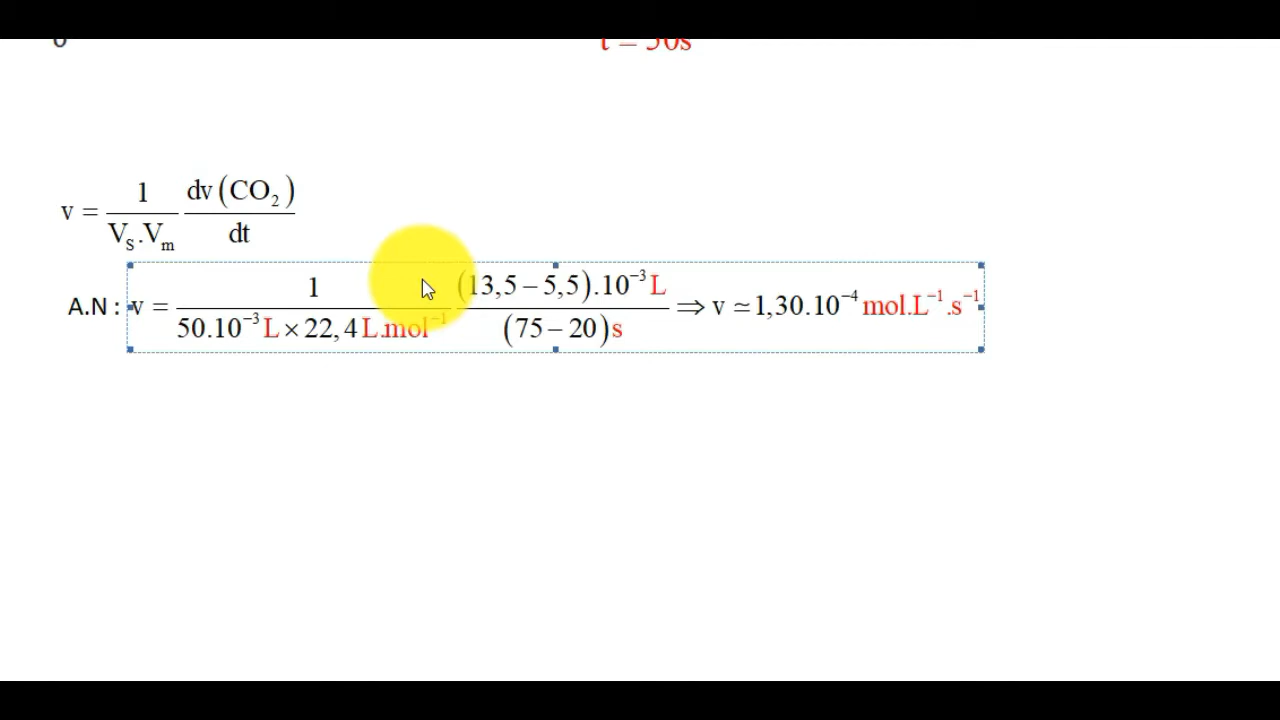 t = 50s
v = 1/(V_S.V_m) dv(CO₂)/dt
A.N : v = 1/(50.10⁻³ L × 22,4 L.mol⁻¹) (13,5 − 5,5).10⁻³ L/(75 − 20)s ⇒ v ≃ 1,30.10⁻⁴ mol.L⁻¹.s⁻¹